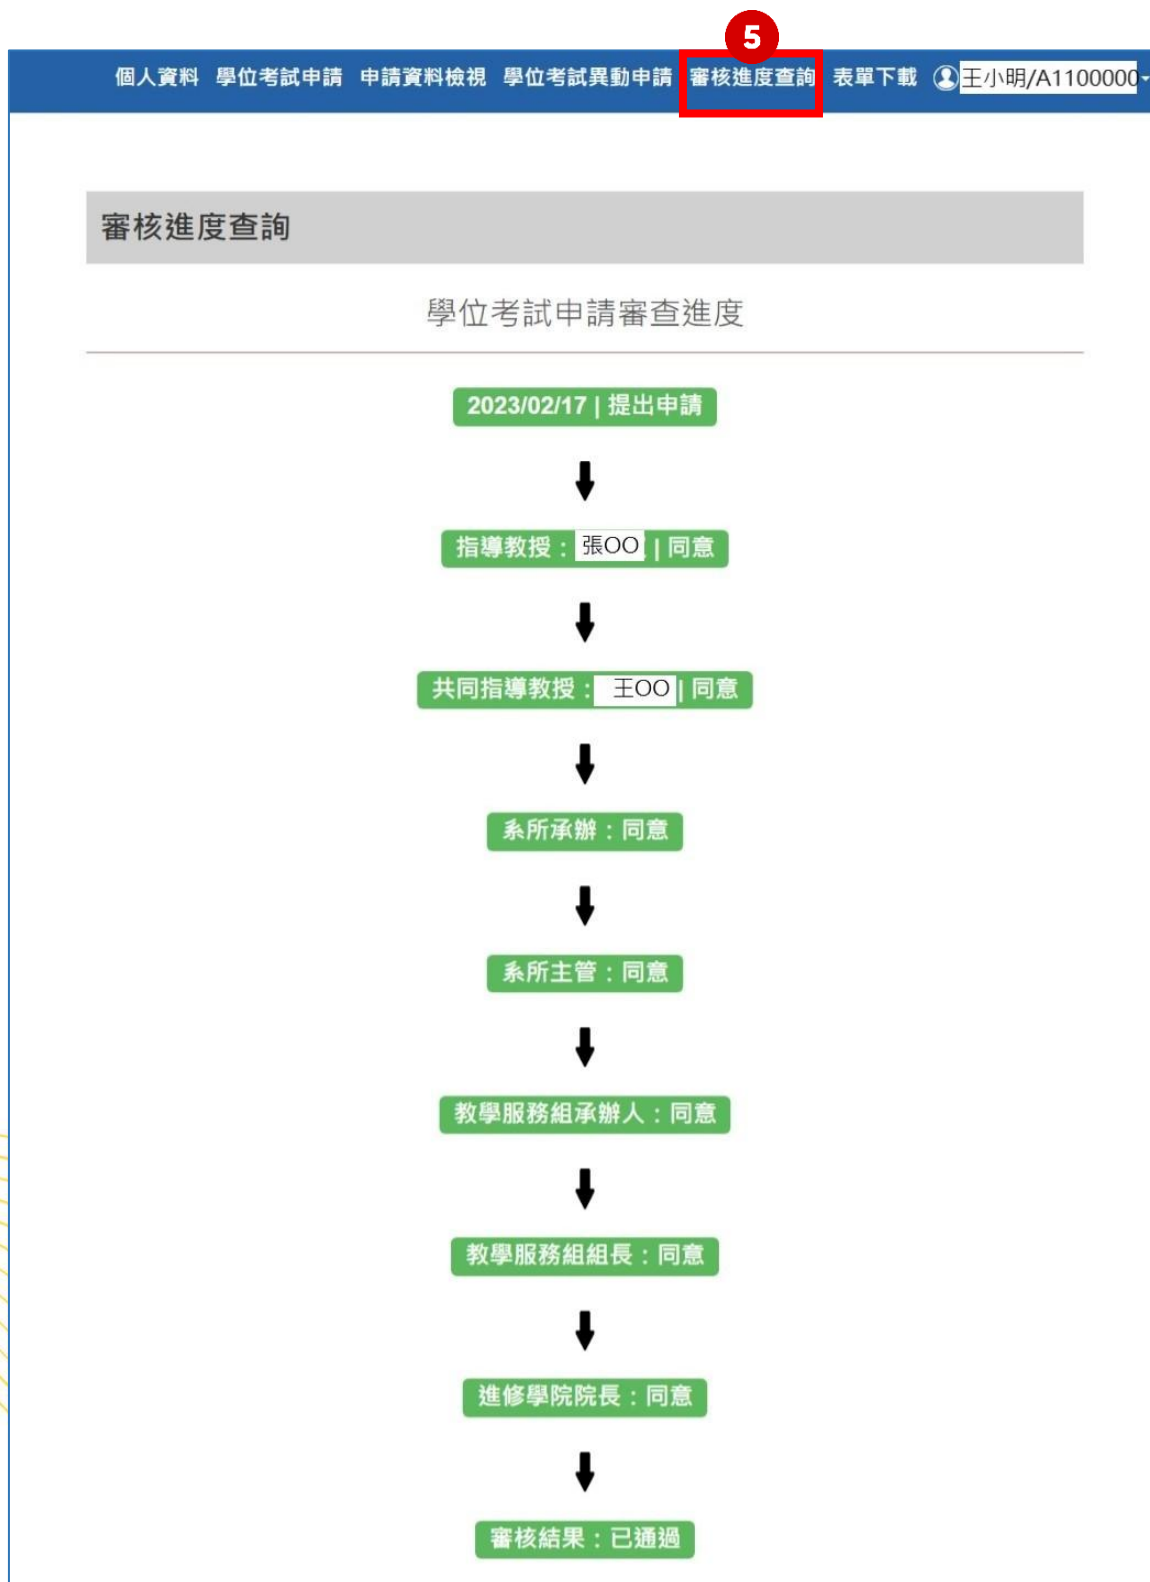 5
個人資料 學位考試申請 申請資料檢視 學位考試異動申請 審核進度查詢 表單下載 王小明/A1100000
審核進度查詢
學位考試申請審查進度
2023/02/17 | 提出申請
指導教授： 張OO | 同意
共同指導教授： 王OO | 同意
系所承辦：同意
系所主管：同意
教學服務組承辦人：同意
教學服務組組長：同意
進修學院院長：同意
審核結果：已通過